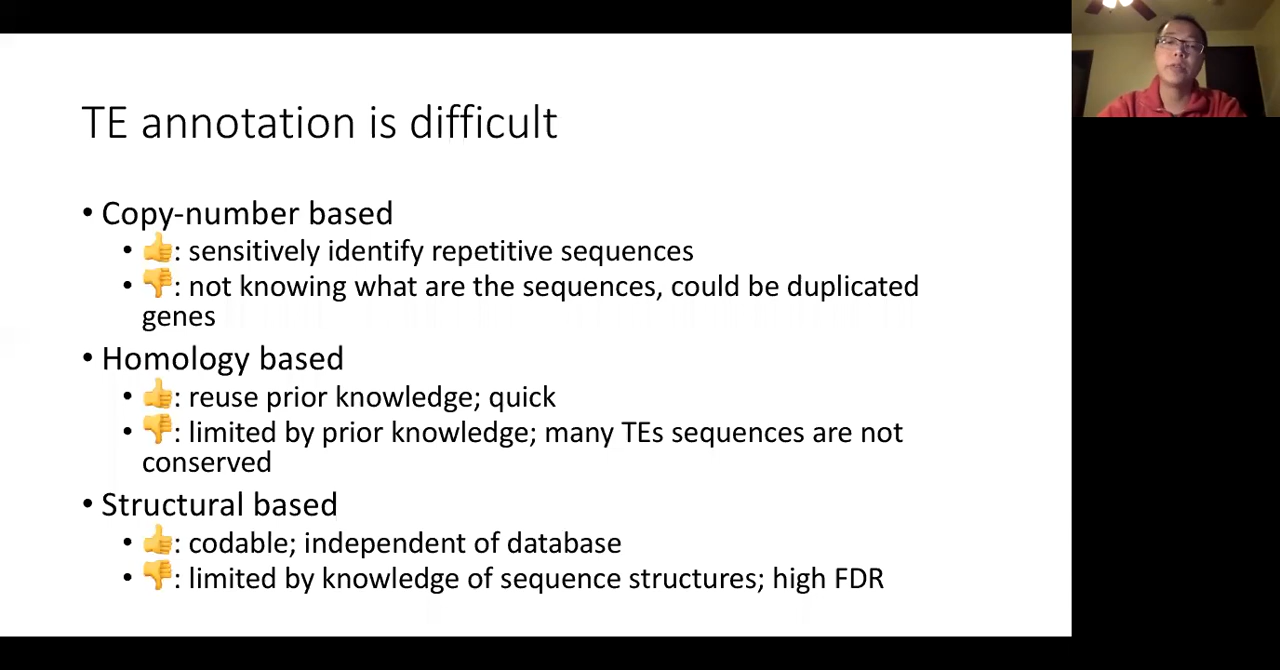 TE annotation is difficult
• Copy-number based
• 👍: sensitively identify repetitive sequences
• 👎: not knowing what are the sequences, could be duplicated
genes
• Homology based
• 👍: reuse prior knowledge; quick
• 👎: limited by prior knowledge; many TEs sequences are not
conserved
• Structural based
• 👍: codable; independent of database
• 👎: limited by knowledge of sequence structures; high FDR